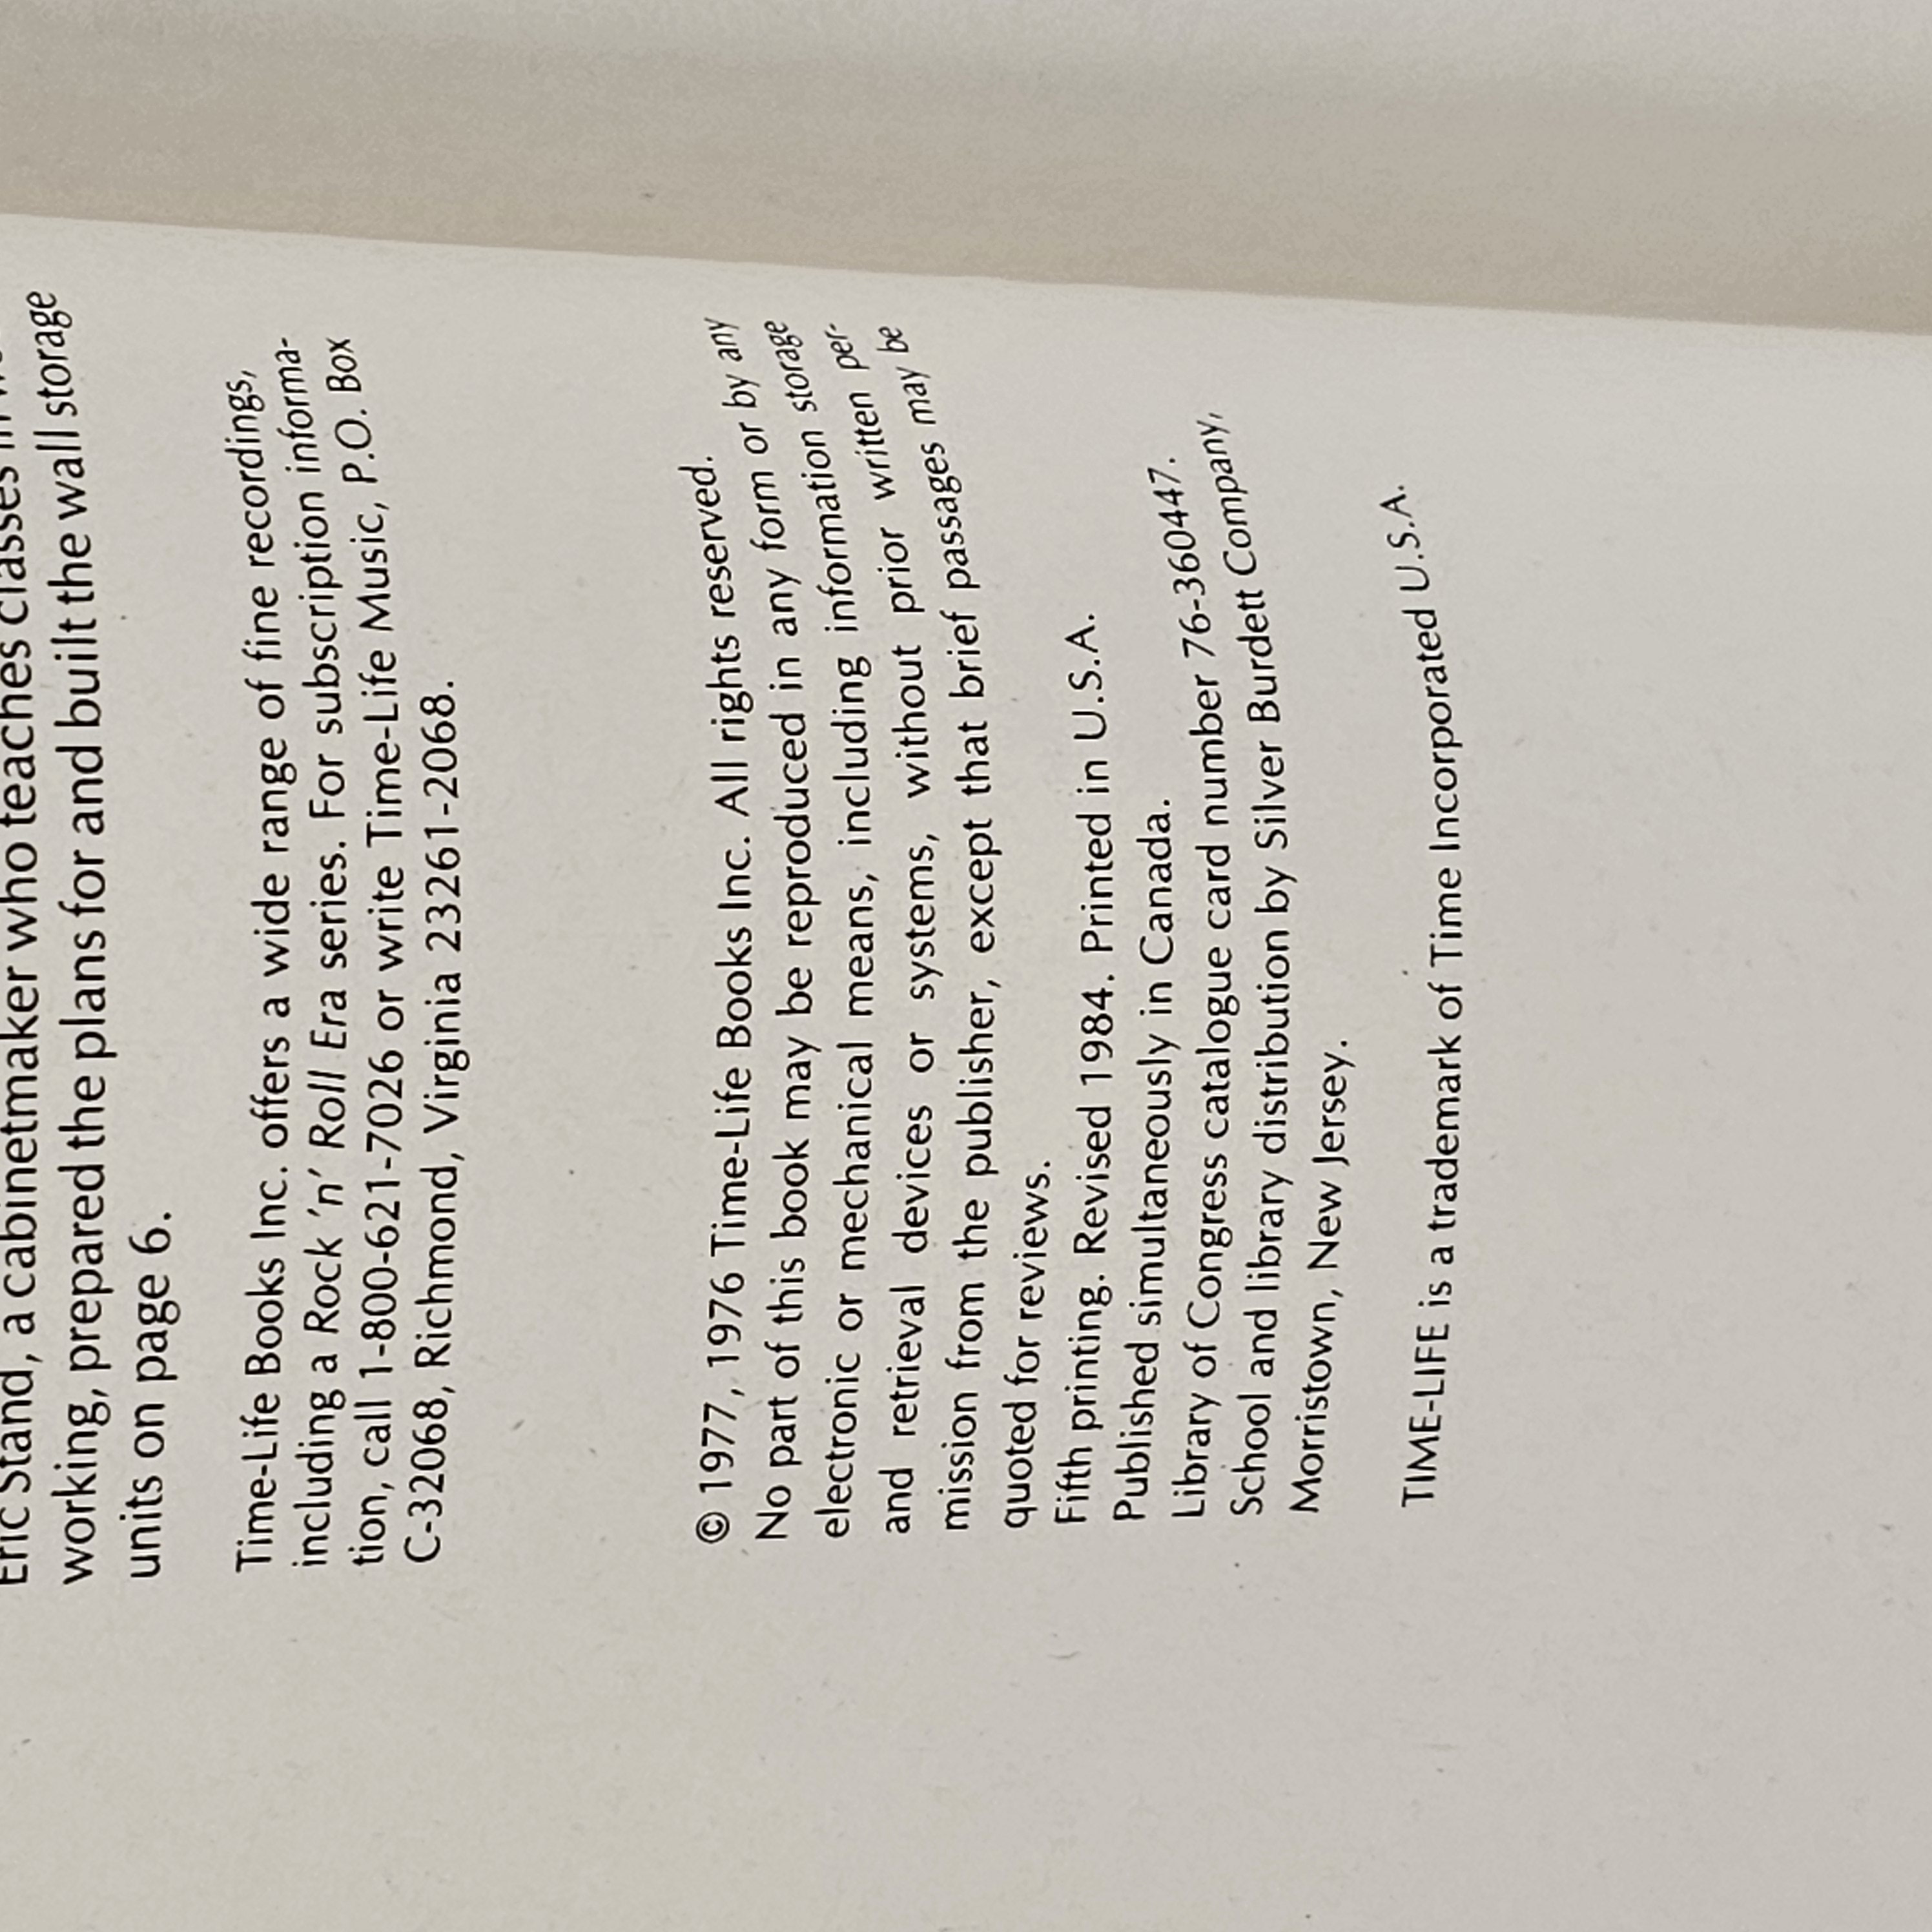 Eric Stand, a cabinetmaker who teaches classes in
working, prepared the plans for and built the wall storage
units on page 6.
Time-Life Books Inc. offers a wide range of fine recordings,
including a Rock 'n' Roll Era series. For subscription informa-
tion, call 1-800-621-7026 or write Time-Life Music, P.O. Box
C-32068, Richmond, Virginia 23261-2068.
© 1977, 1976 Time-Life Books Inc. All rights reserved.
No part of this book may be reproduced in any form or by any
electronic or mechanical means, including information storage
and retrieval devices or systems, without prior written per-
mission from the publisher, except that brief passages may be
quoted for reviews.
Fifth printing. Revised 1984. Printed in U.S.A.
Published simultaneously in Canada.
Library of Congress catalogue card number 76-360447.
School and library distribution by Silver Burdett Company,
Morristown, New Jersey.
TIME-LIFE is a trademark of Time Incorporated U.S.A.